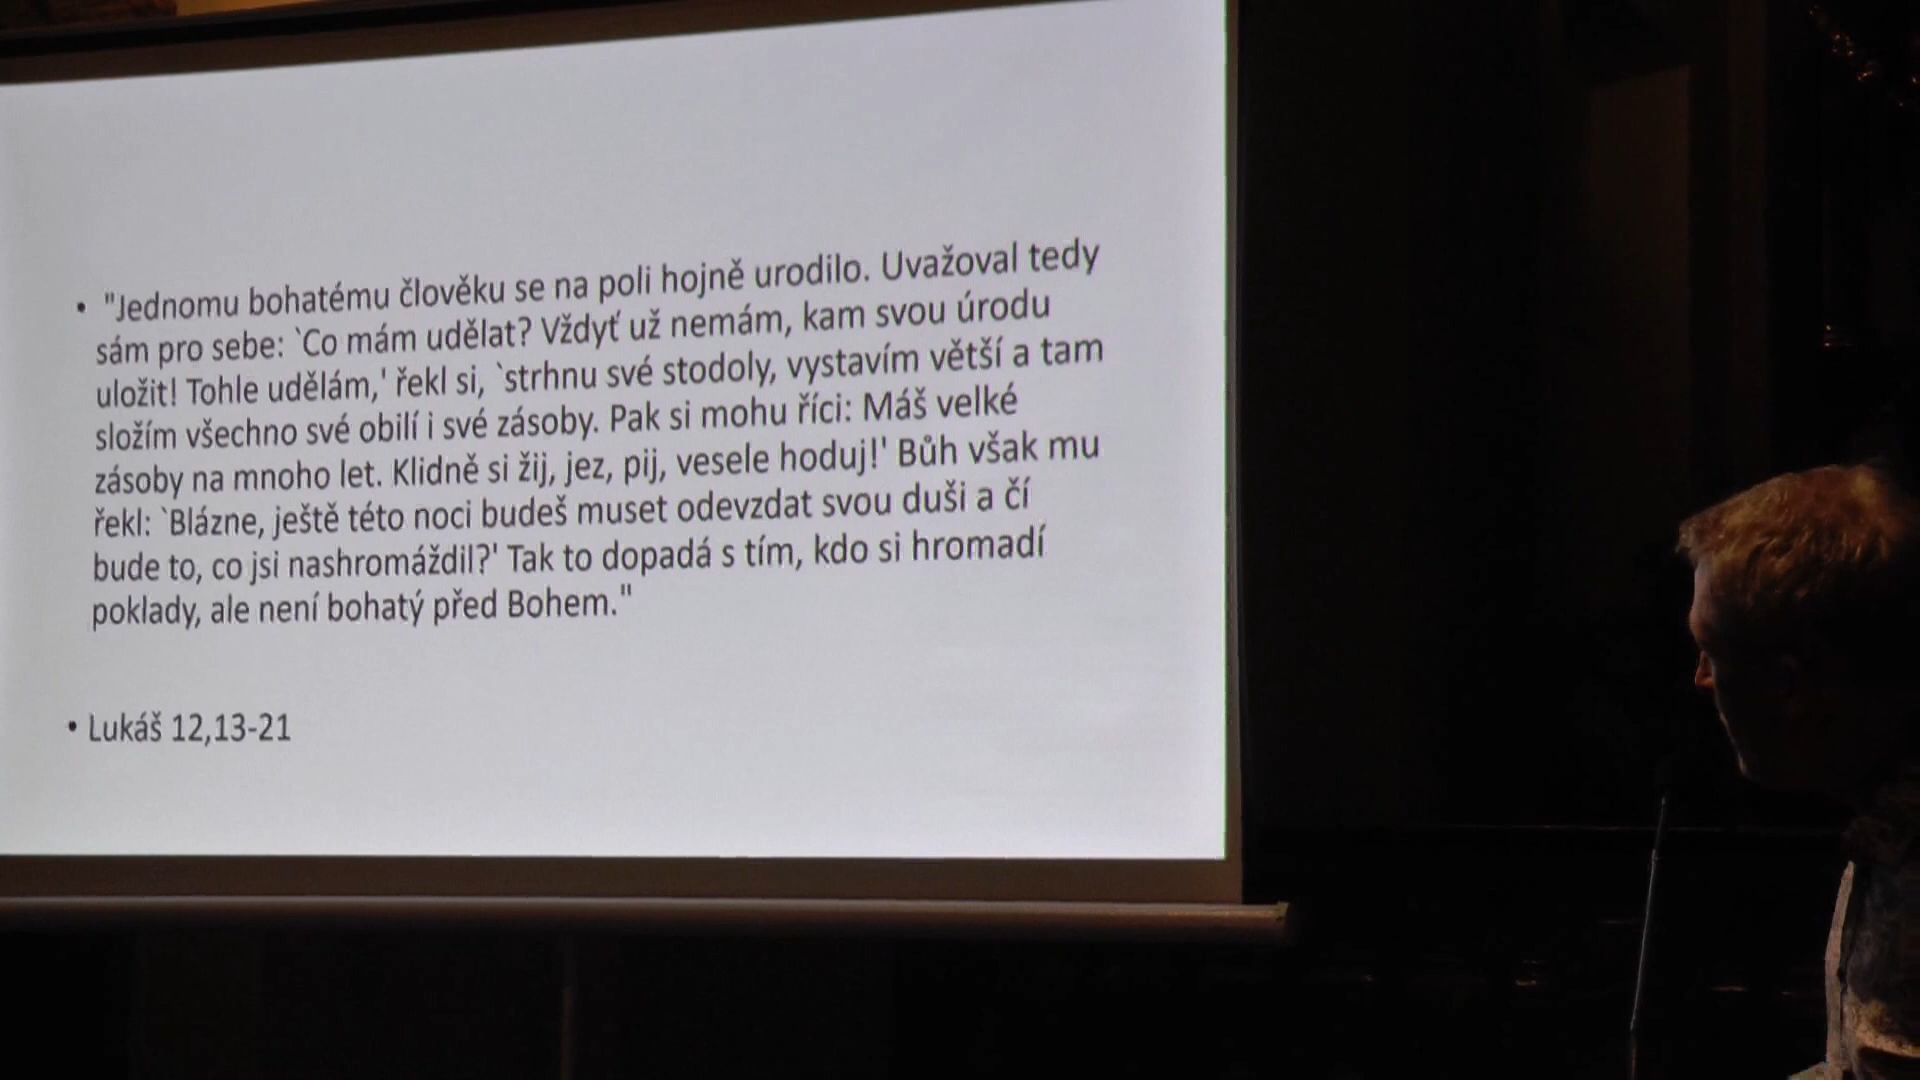 • "Jednomu bohatému člověku se na poli hojně urodilo. Uvažoval tedy
sám pro sebe: `Co mám udělat? Vždyť už nemám, kam svou úrodu
uložit! Tohle udělám,' řekl si, `strhnu své stodoly, vystavím větší a tam
složím všechno své obilí i své zásoby. Pak si mohu říci: Máš velké
zásoby na mnoho let. Klidně si žij, jez, pij, vesele hoduj!' Bůh však mu
řekl: `Blázne, ještě této noci budeš muset odevzdat svou duši a čí
bude to, co jsi nashromáždil?' Tak to dopadá s tím, kdo si hromadí
poklady, ale není bohatý před Bohem."
• Lukáš 12,13-21